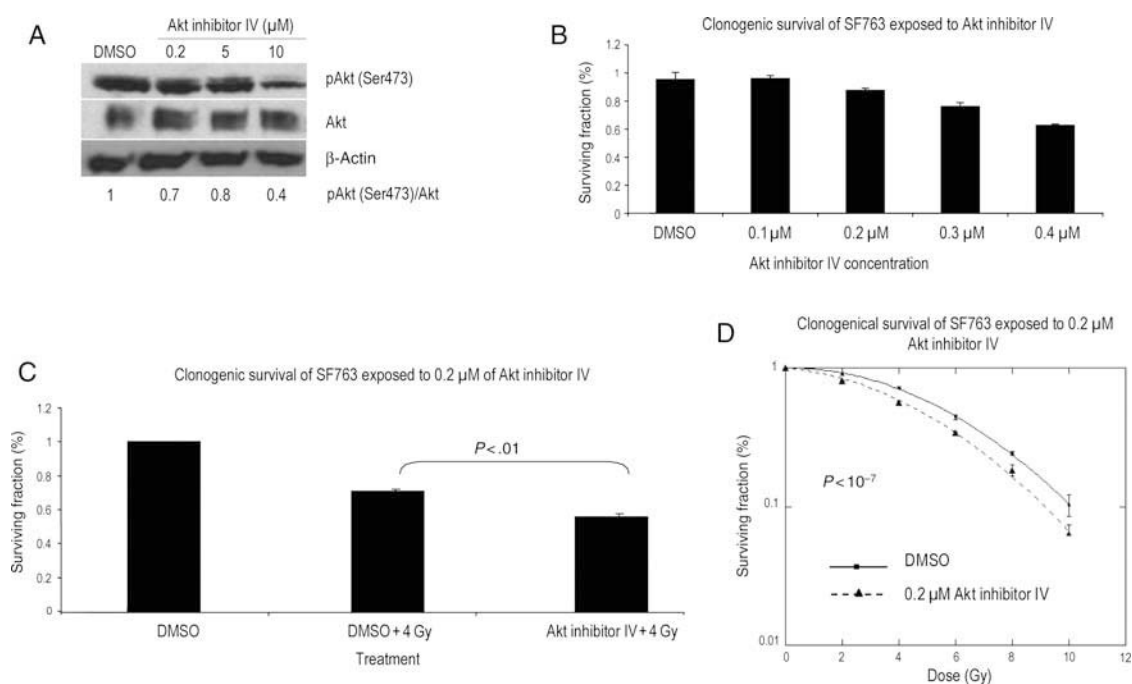 A
Akt inhibitor IV (µM)
DMSO 0.2 5 10
pAkt (Ser473)
Akt
β-Actin
1 0.7 0.8 0.4 pAkt (Ser473)/Akt
B
Clonogenic survival of SF763 exposed to Akt inhibitor IV
Surviving fraction (%)
1.2
1
0.8
0.6
0.4
0.2
0
DMSO 0.1 µM 0.2 µM 0.3 µM 0.4 µM
Akt inhibitor IV concentration
C
Clonogenic survival of SF763 exposed to 0.2 µM of Akt inhibitor IV
Surviving fraction (%)
1.2
1
0.8
0.6
0.4
0.2
0
P < .01
DMSO DMSO + 4 Gy Akt inhibitor IV + 4 Gy
Treatment
D
Clonogenical survival of SF763 exposed to 0.2 µM
Akt inhibitor IV
Surviving fraction (%)
1
0.1
0.01
P < 10⁻⁷
DMSO
0.2 µM Akt inhibitor IV
0 2 4 6 8 10 12
Dose (Gy)